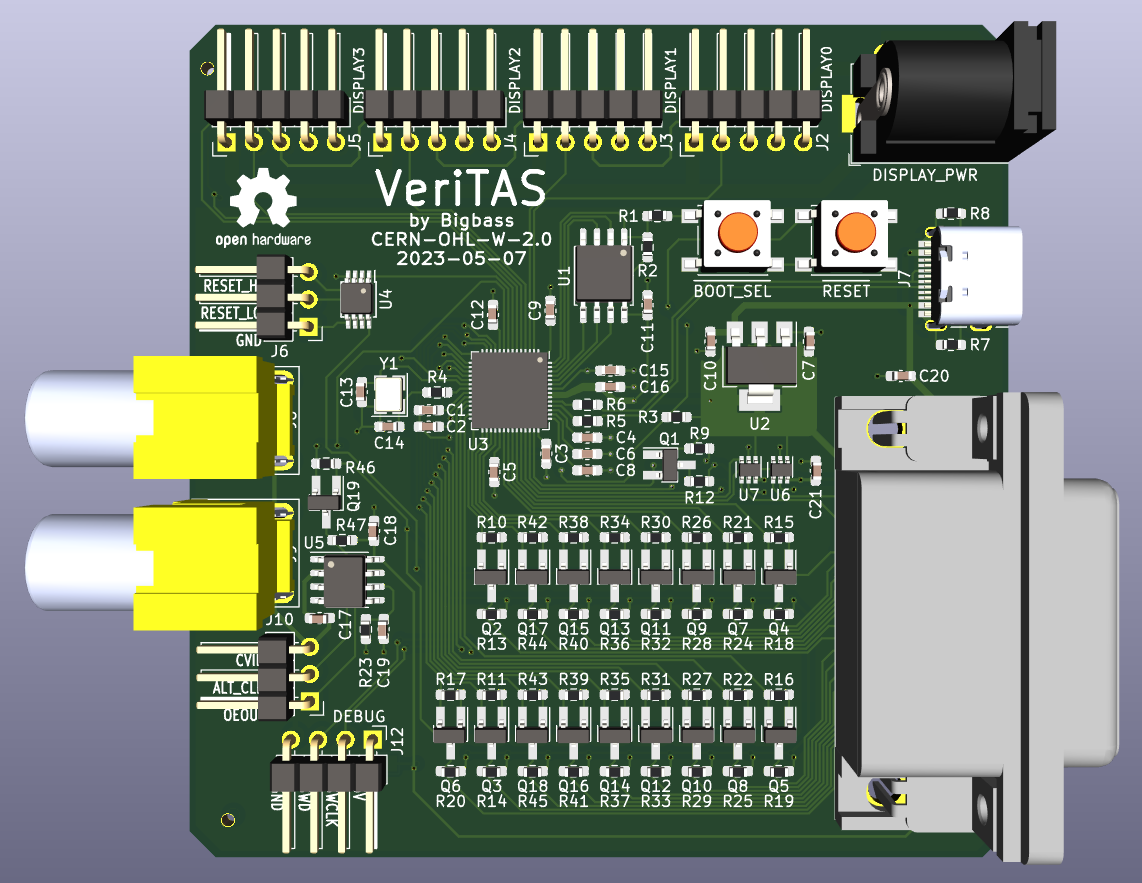 DISPLAY3
DISPLAY2
DISPLAY1
DISPLAY0
J5
J4
J3
J2
DISPLAY_PWR
open hardware
VeriTAS
by Bigbass
CERN-OHL-W-2.0
2023-05-07
R1
R2
U1
BOOT_SEL
RESET
R8
J7
R7
RESET_H
RESET_LO
GND
J6
U4
C12
C9
C11
C10
C7
U2
C20
Y1
C13
R4
C1
C2
C14
U3
C15
C16
R6
R5
C4
C6
C8
C3
C5
R3
Q1
R9
R12
U7
U6
C21
R46
Q19
R47
C18
U5
C17
J10
R23
C19
R10
R42
R38
R34
R30
R26
R21
R15
Q2
Q17
Q15
Q13
Q11
Q9
Q7
Q4
R13
R44
R40
R36
R32
R28
R24
R18
R17
R11
R43
R39
R35
R31
R27
R22
R16
Q6
Q3
Q18
Q16
Q14
Q12
Q10
Q8
Q5
R20
R14
R45
R41
R37
R33
R29
R25
R19
ALT_CL
OEOU
DEBUG
J12